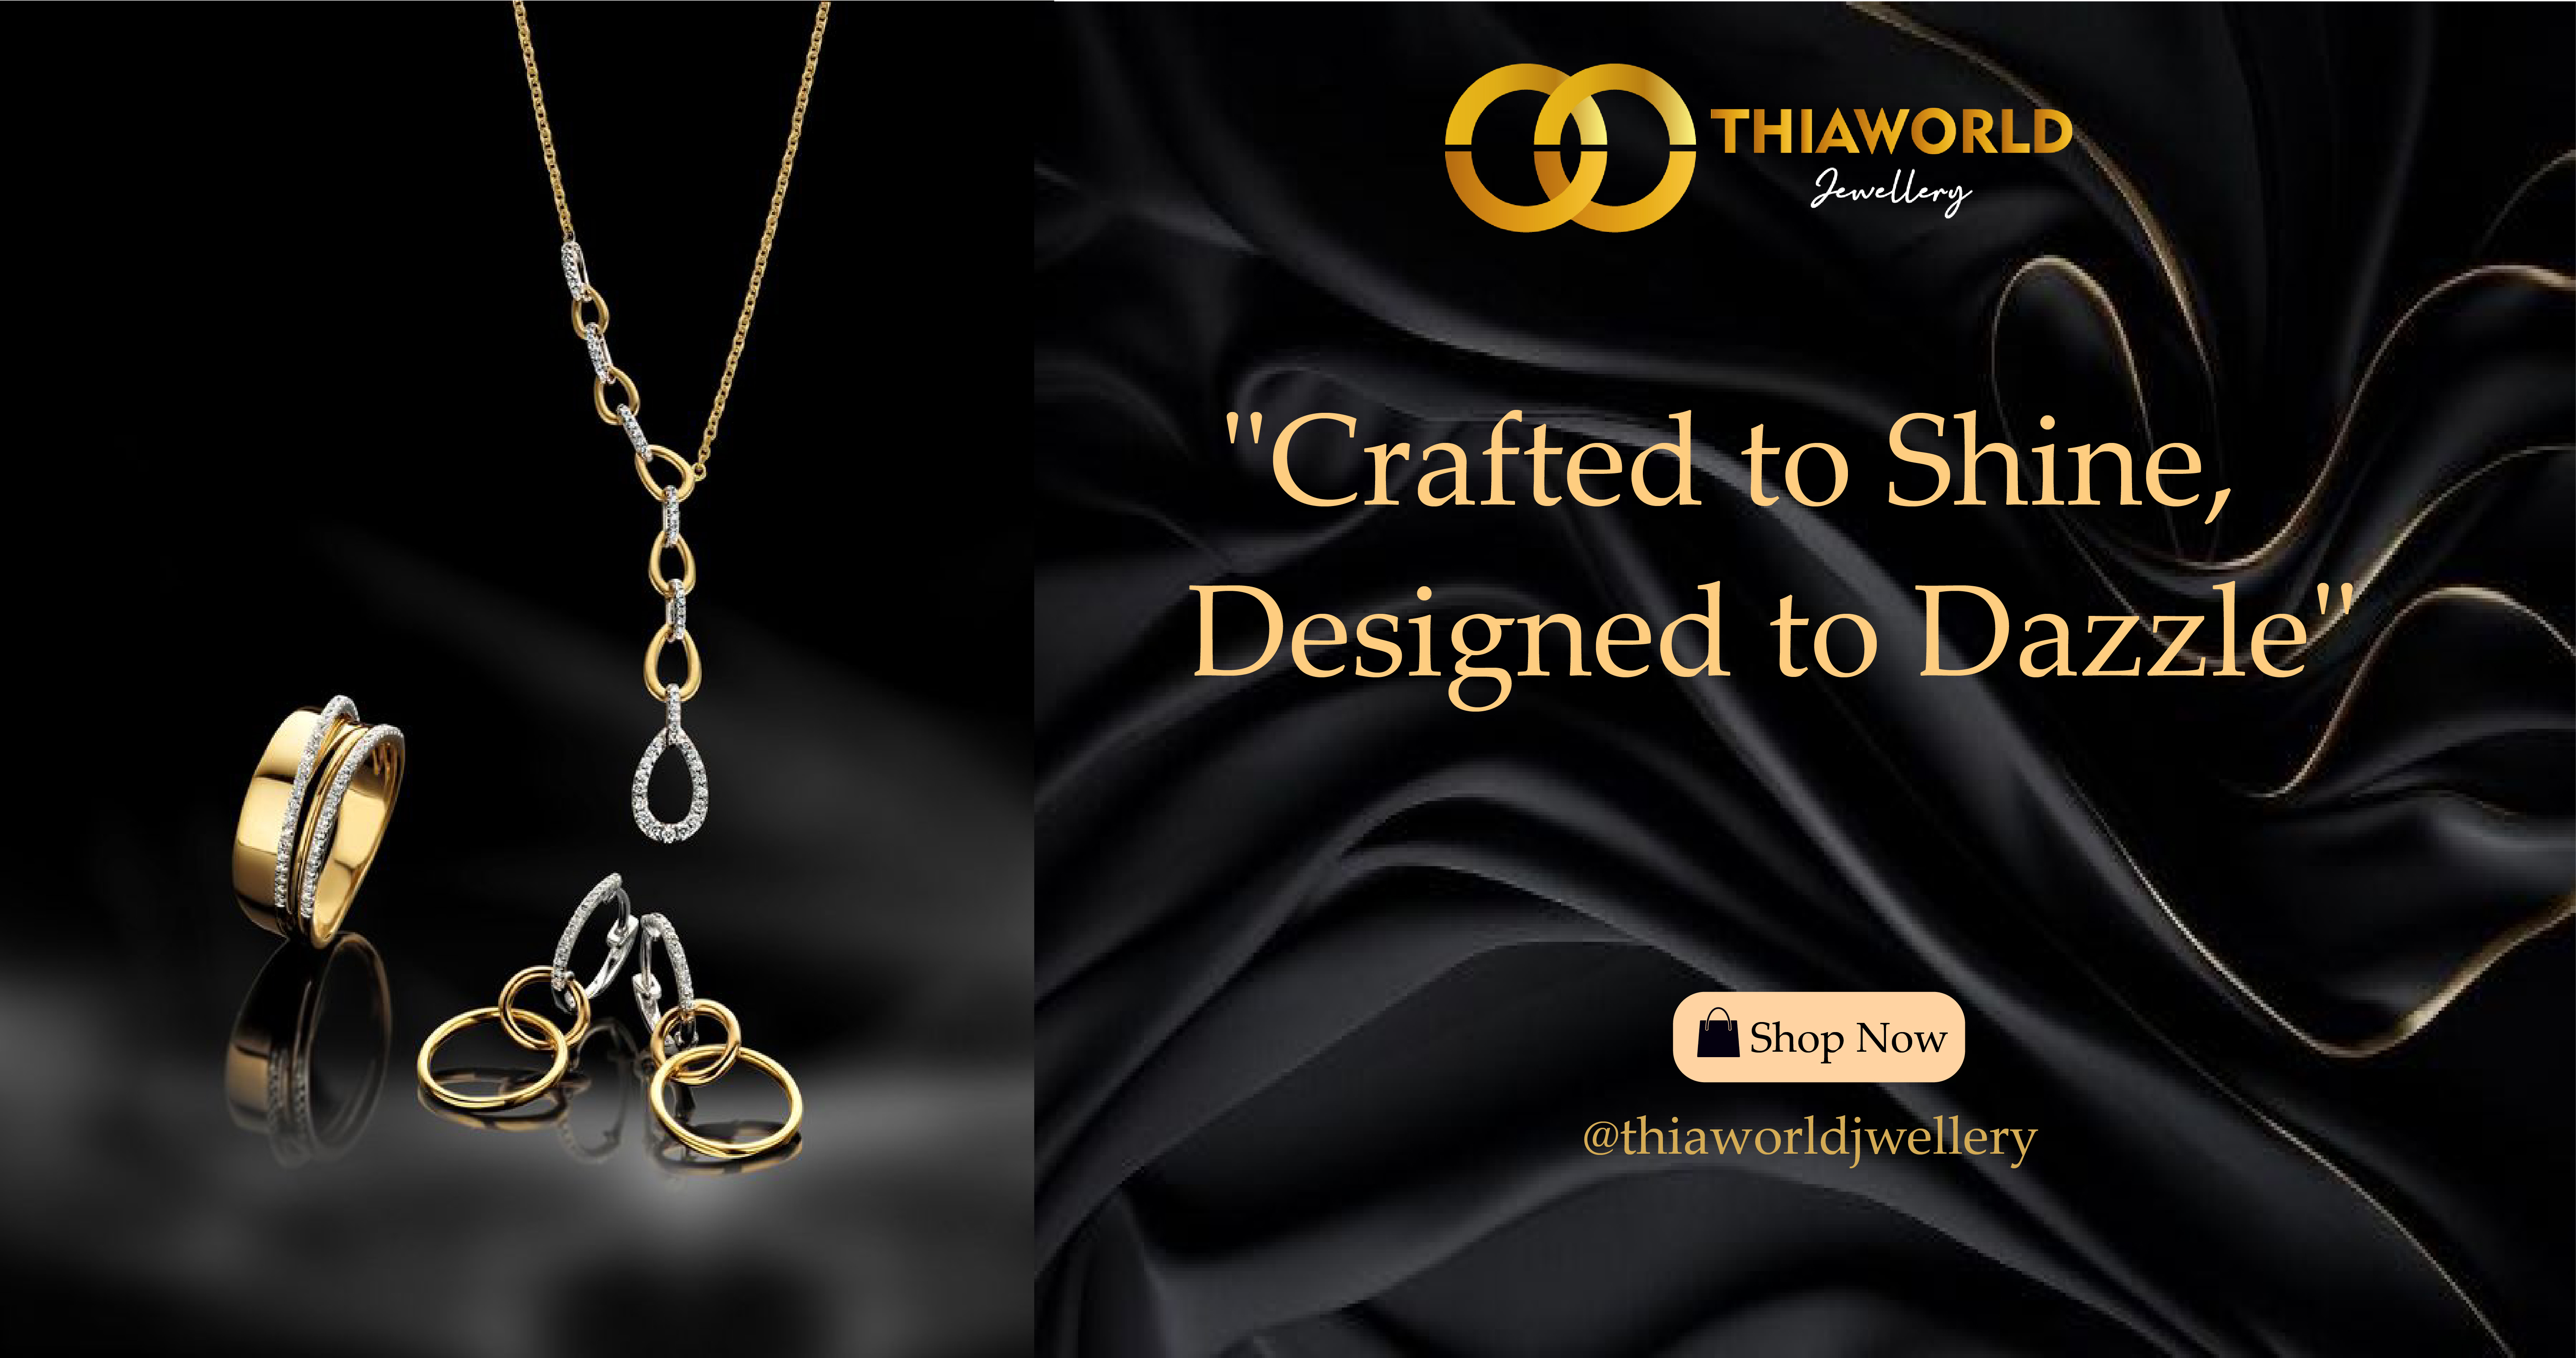 THIAWORLD
Jewellery
"Crafted to Shine,
Designed to Dazzle"
Shop Now
@thiaworldjwellery